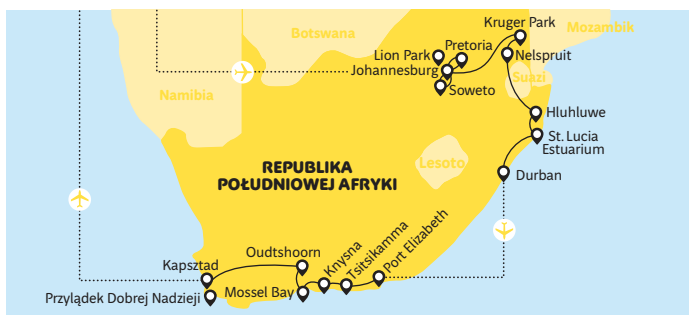 Kruger Park
Mozambik
Botswana
Lion Park
Pretoria
Johannesburg
Nelspruit
Soweto
Suazi
Namibia
Hluhluwe
St. Lucia
Estuarium
Lesoto
REPUBLIKA
POŁUDNIOWEJ AFRYKI
Durban
Oudtshoorn
Knysna
Tsitsikamma
Port Elizabeth
Kapsztad
Mossel Bay
Przylądek Dobrej Nadziei